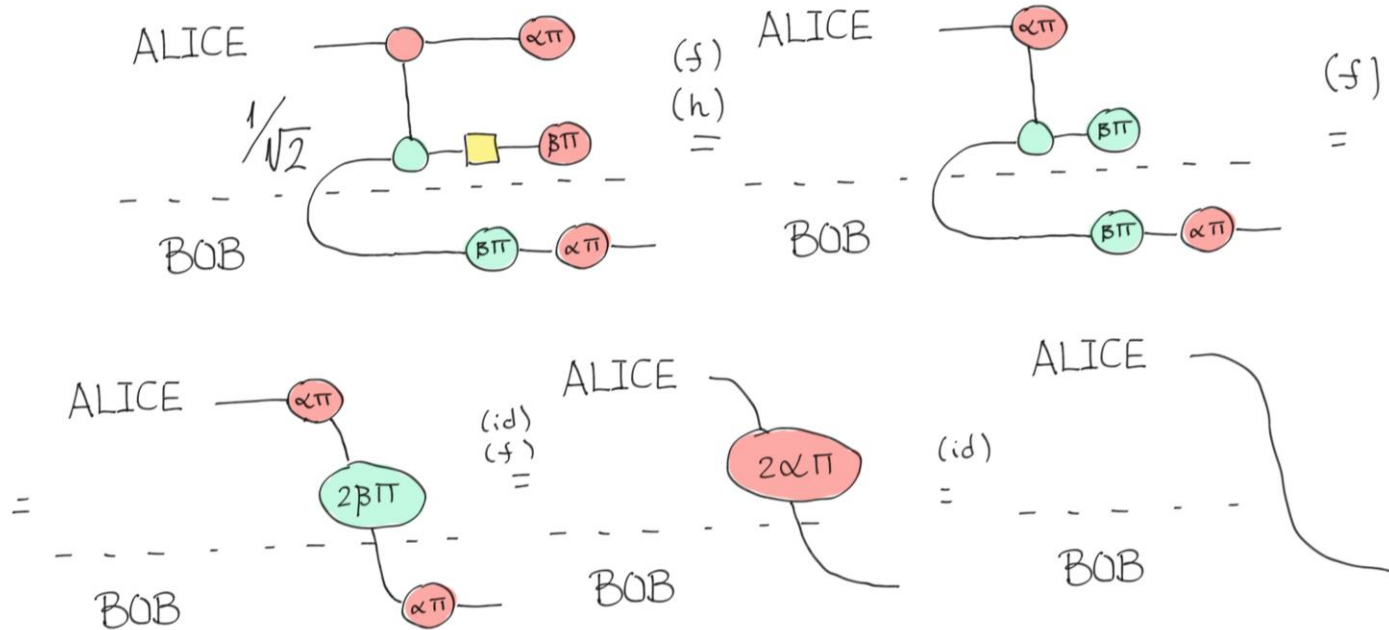 ALICE
απ
1/√2
βπ
BOB
βπ
απ
(f)
(h)
=
ALICE
απ
βπ
BOB
βπ
απ
(f)
=
=
ALICE
απ
2βπ
BOB
απ
(id)
(f)
=
ALICE
2απ
BOB
(id)
=
ALICE
BOB